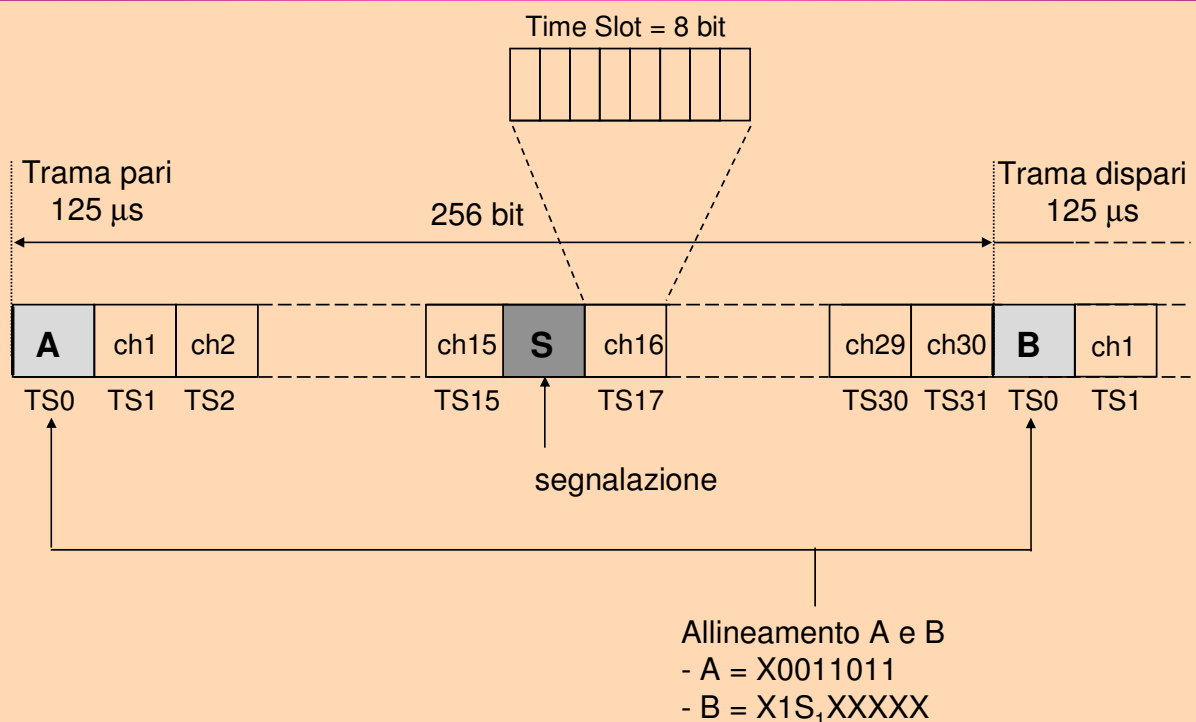 Time Slot = 8 bit
Trama pari
125 μs
256 bit
Trama dispari
125 μs
A ch1 ch2 ch15 S ch16 ch29 ch30 B ch1
TS0 TS1 TS2 TS15 TS17 TS30 TS31 TS0 TS1
segnalazione
Allineamento A e B
- A = X0011011
- B = X1S₁XXXXX